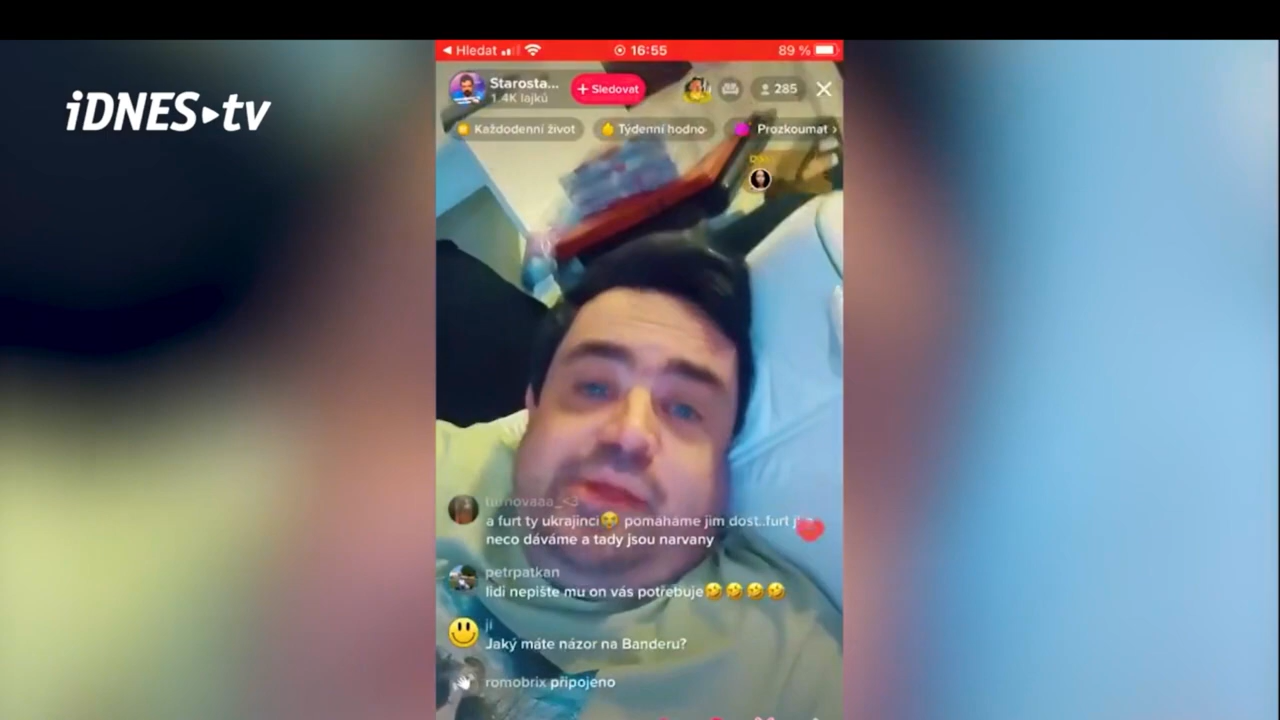 iDNES tv
Hledat 16:55 89 %
Starosta...
+ Sledovat
285
1.4K lajků
Každodenní život
Týdenní hodno
Prozkoumat
a furt ty ukrajinci😭 pomáháme jim dost..furt
neco dáváme a tady jsou narvany
petrpatkan
lidi nepište mu on vás potřebuje🤣🤣🤣🤣
ji
Jaký máte názor na Banderu?
romobrix připojeno